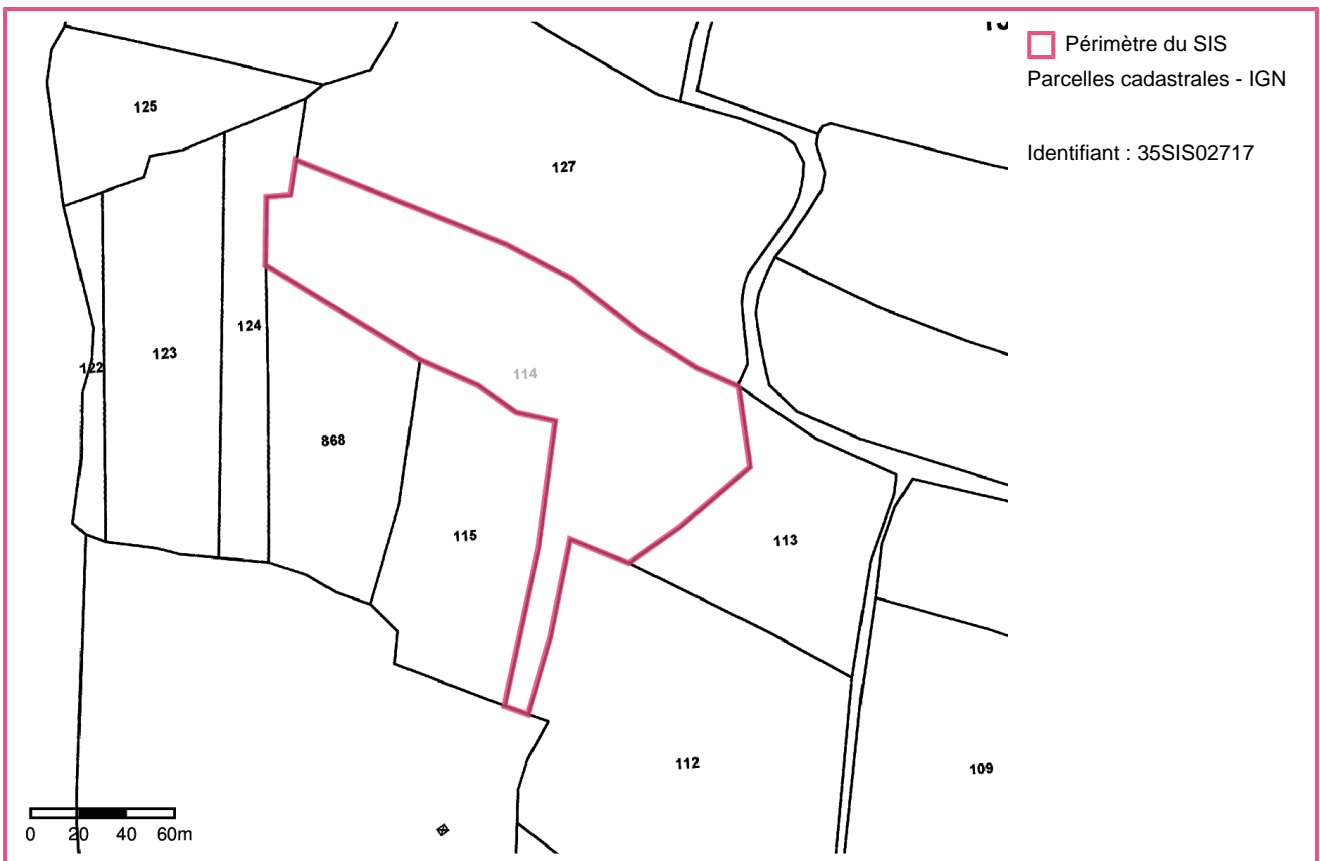 Périmètre du SIS
Parcelles cadastrales - IGN
Identifiant : 35SIS02717
125
127
124
123
122
114
868
115
113
112
109
0 20 40 60m